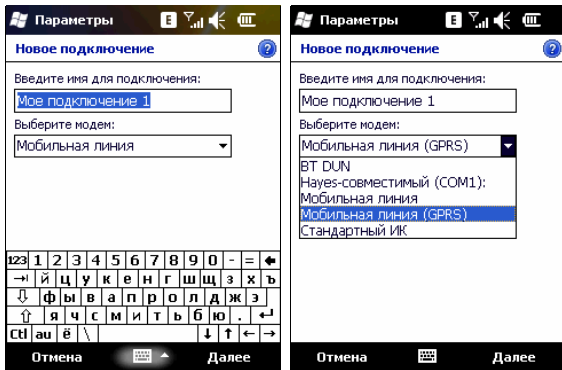 Параметры E
Новое подключение ?
Введите имя для подключения:
Мое подключение 1
Выберите модем:
Мобильная линия
123 1 2 3 4 5 6 7 8 9 0 - =
й ц у к е н г ш щ з х ъ
ф ы в а п р о л д ж э
я ч с м и т ь б ю .
Ctl аü ё \
Отмена Далее
Параметры E
Новое подключение ?
Введите имя для подключения:
Мое подключение 1
Выберите модем:
Мобильная линия (GPRS)
BT DUN
Hayes-совместимый (COM1):
Мобильная линия
Мобильная линия (GPRS)
Стандартный ИК
Отмена Далее